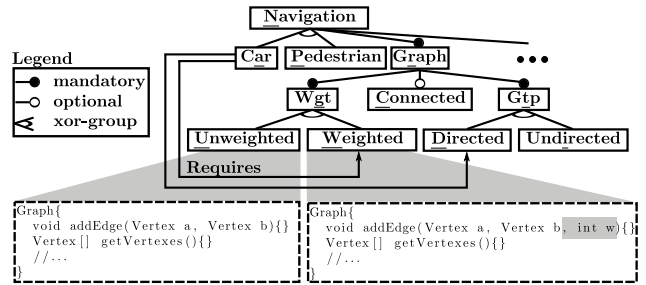 Navigation
Legend
Car
Pedestrian
Graph
mandatory
optional
xor-group
Wgt
Connected
Gtp
Unweighted
Weighted
Directed
Undirected
Requires
Graph{
void addEdge(Vertex a, Vertex b){}
Vertex[] getVertexes(){}
//...
}
Graph{
void addEdge(Vertex a, Vertex b, int w){}
Vertex[] getVertexes(){}
//...
}